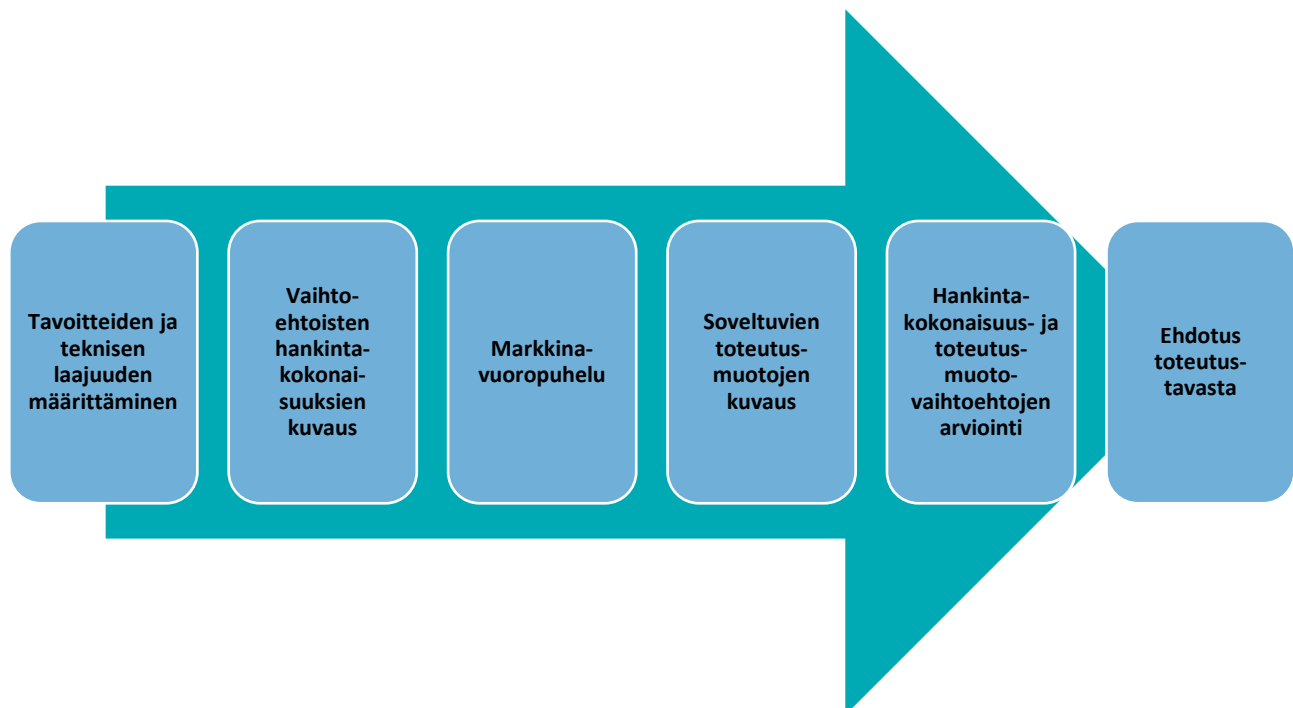 Tavoitteiden ja
teknisen
laajuuden
määrittäminen
Vaihto-
ehtoisten
hankinta-
kokonai-
suuksien
kuvaus
Markkina-
vuoropuhelu
Soveltuvien
toteutus-
muotojen
kuvaus
Hankinta-
kokonaisuus- ja
toteutus-
muoto-
vaihtoehtojen
arviointi
Ehdotus
toteutus-
tavasta